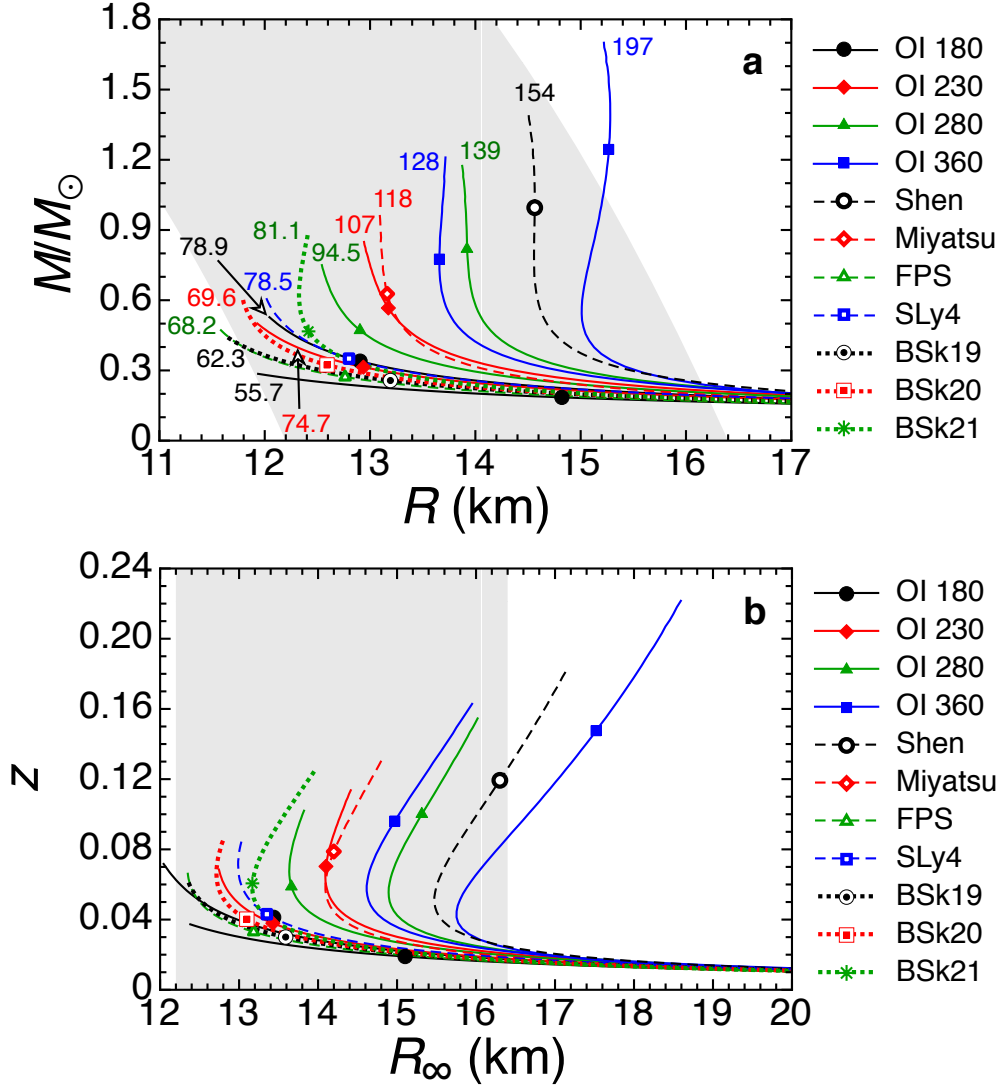 1.8
1.5
1.2
0.9
0.6
0.3
0
M/M☉
a
197
154
139
128
118
107
81.1
94.5
78.9
78.5
69.6
68.2
62.3
55.7
74.7
11 12 13 14 15 16 17
R (km)
OI 180
OI 230
OI 280
OI 360
Shen
Miyatsu
FPS
SLy4
BSk19
BSk20
BSk21
0.24
0.20
0.16
0.12
0.08
0.04
0
z
b
12 13 14 15 16 17 18 19 20
R∞ (km)
OI 180
OI 230
OI 280
OI 360
Shen
Miyatsu
FPS
SLy4
BSk19
BSk20
BSk21